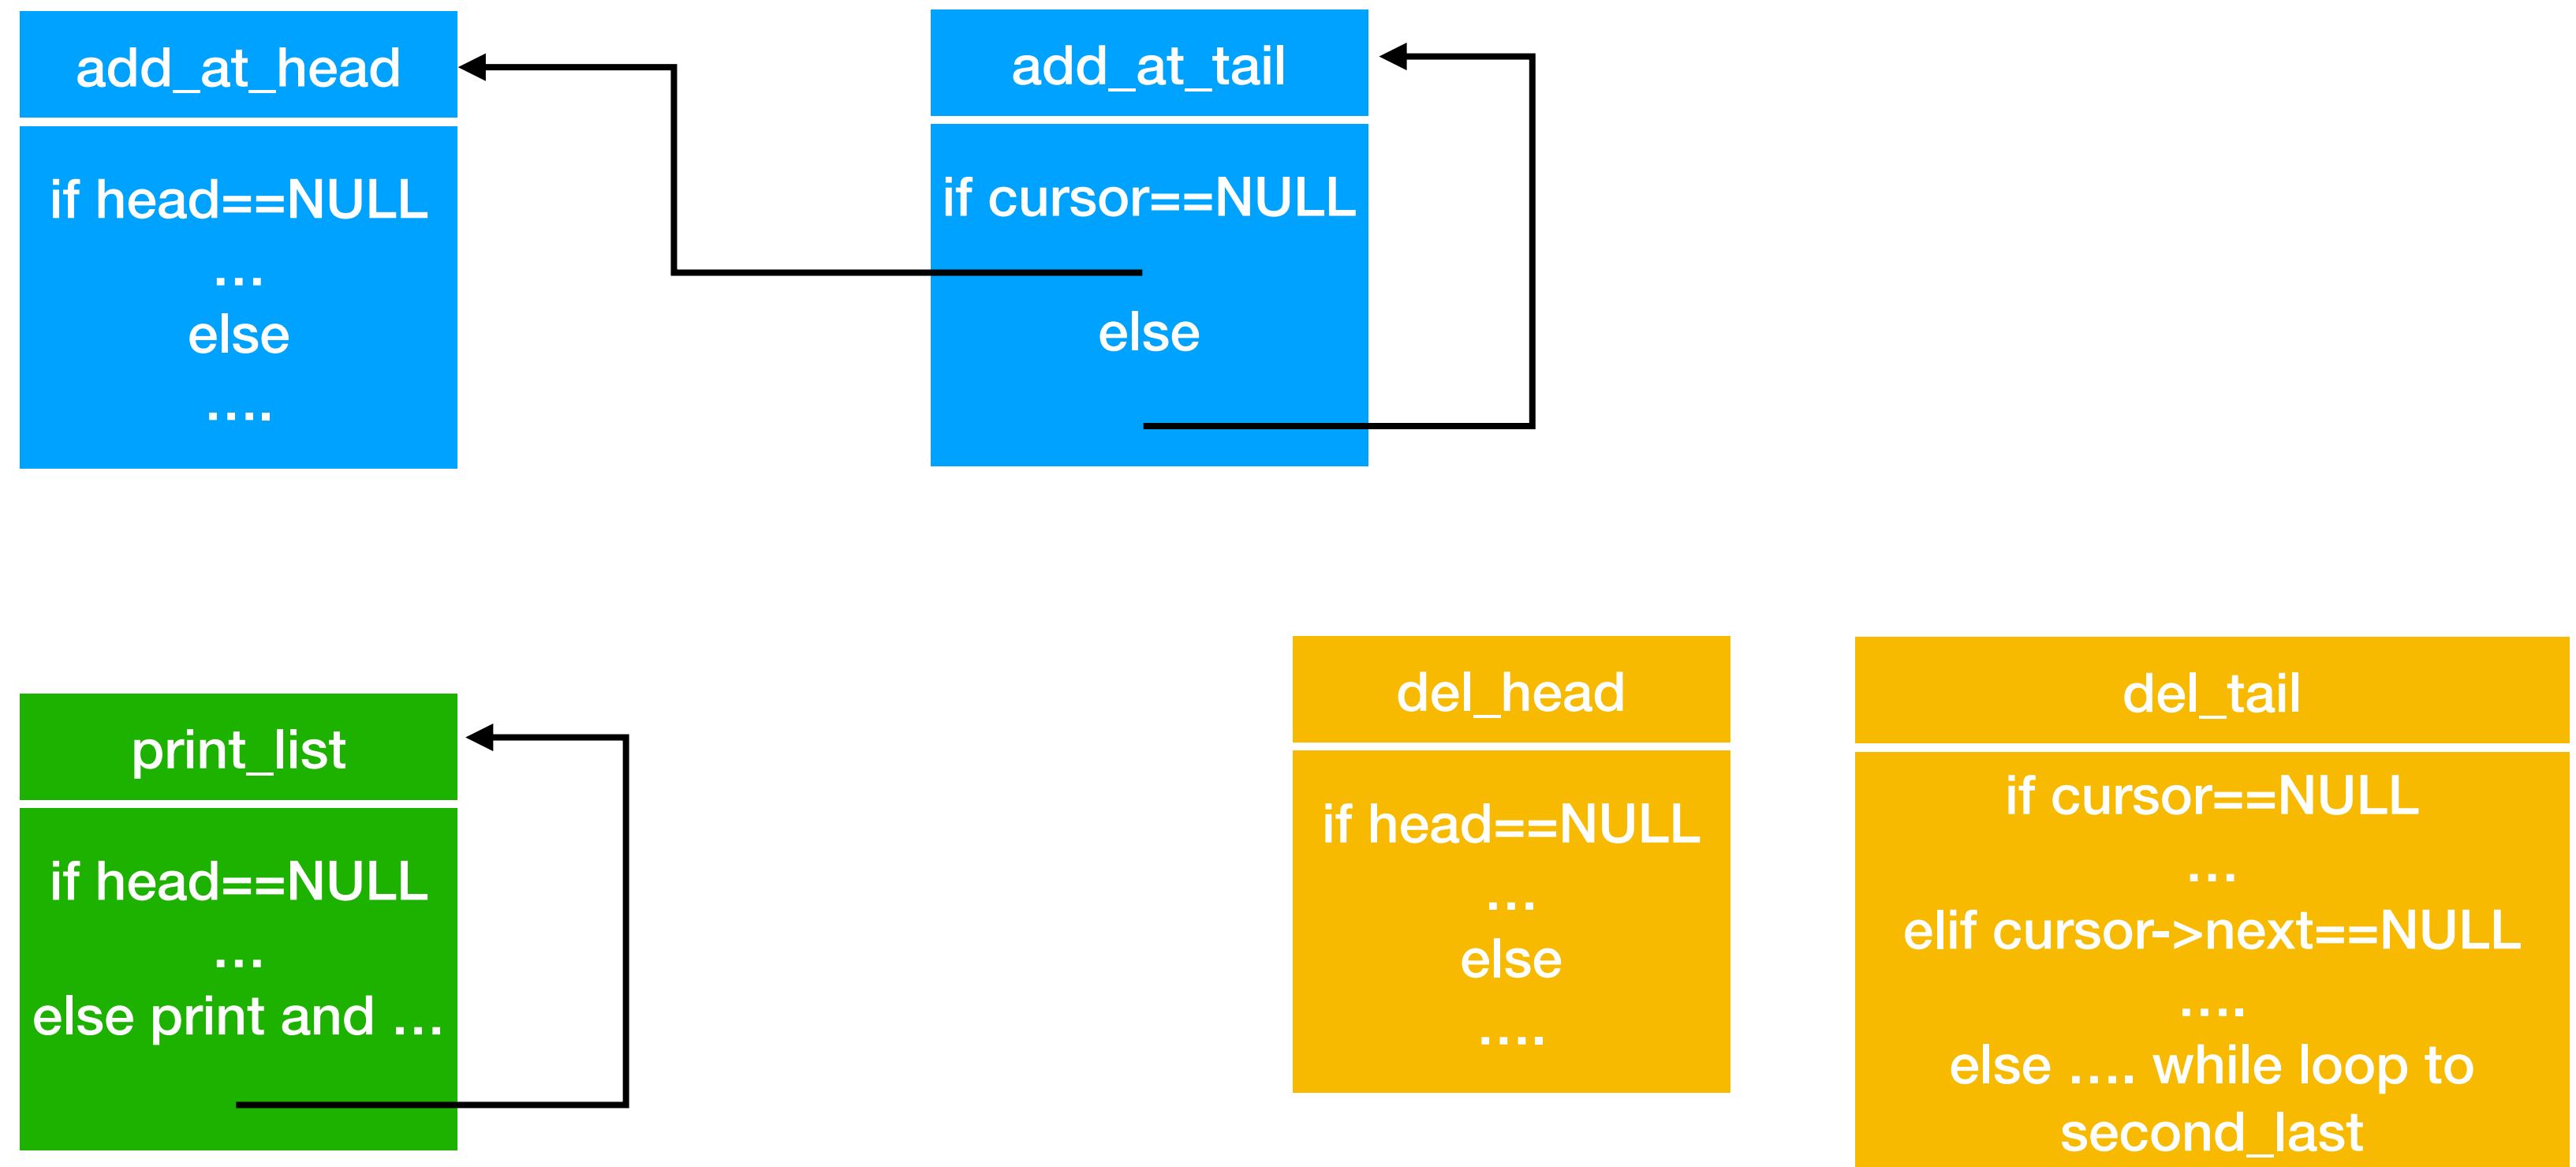 add_at_head
if head==NULL
...
else
....
add_at_tail
if cursor==NULL
else
print_list
if head==NULL
...
else print and ...
del_head
if head==NULL
...
else
....
del_tail
if cursor==NULL
...
elif cursor->next==NULL
....
else .... while loop to
second_last